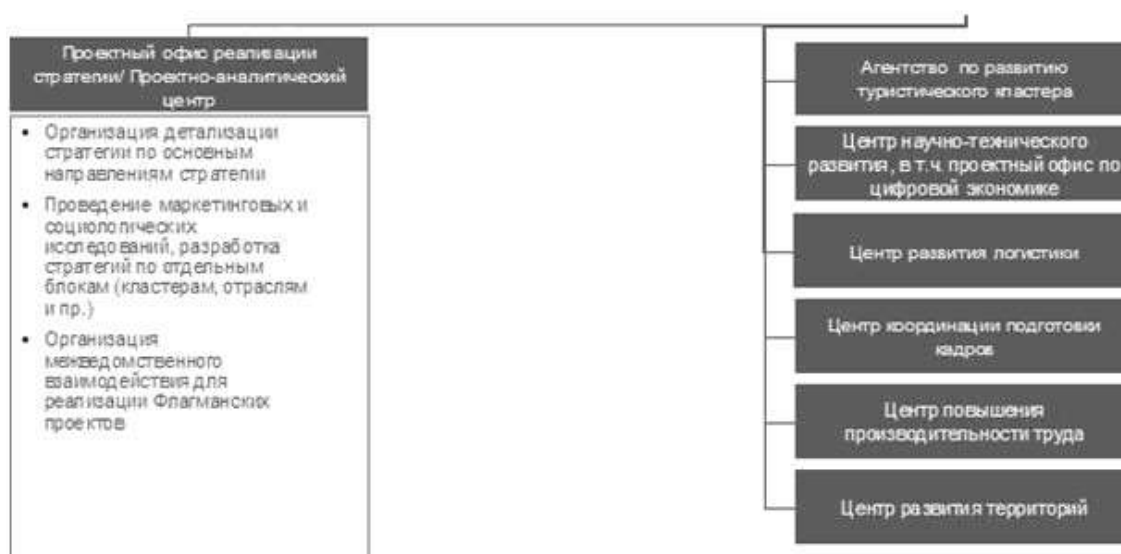 Проектный офис реализации
стратегии/ Проектно-аналитический
центр
• Организация детализации
стратегии по основным
направлениям стратегии
• Проведение маркетинговых и
социологических
исследований, разработка
стратегий по отдельным
блокам (кластерам, отраслям
и пр.)
• Организация
межведомственного
взаимодействия для
реализации Флагманских
проектов
Агентство по развитию
туристического кластера
Центр научно-технического
развития, в т.ч. проектный офис по
цифровой экономике
Центр развития логистики
Центр координации подготовки
кадров
Центр повышения
производительности труда
Центр развития территорий